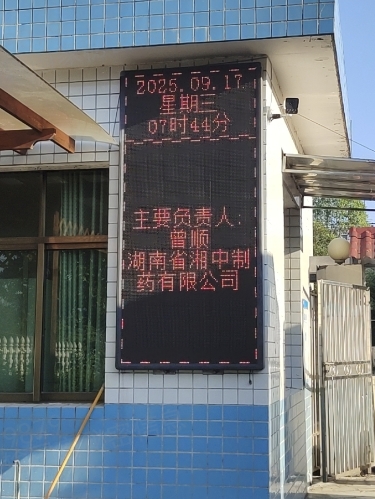 2025.09.17
星期三
07时44分
主要负责人:
曾顺
湖南省湘中制
药有限公司